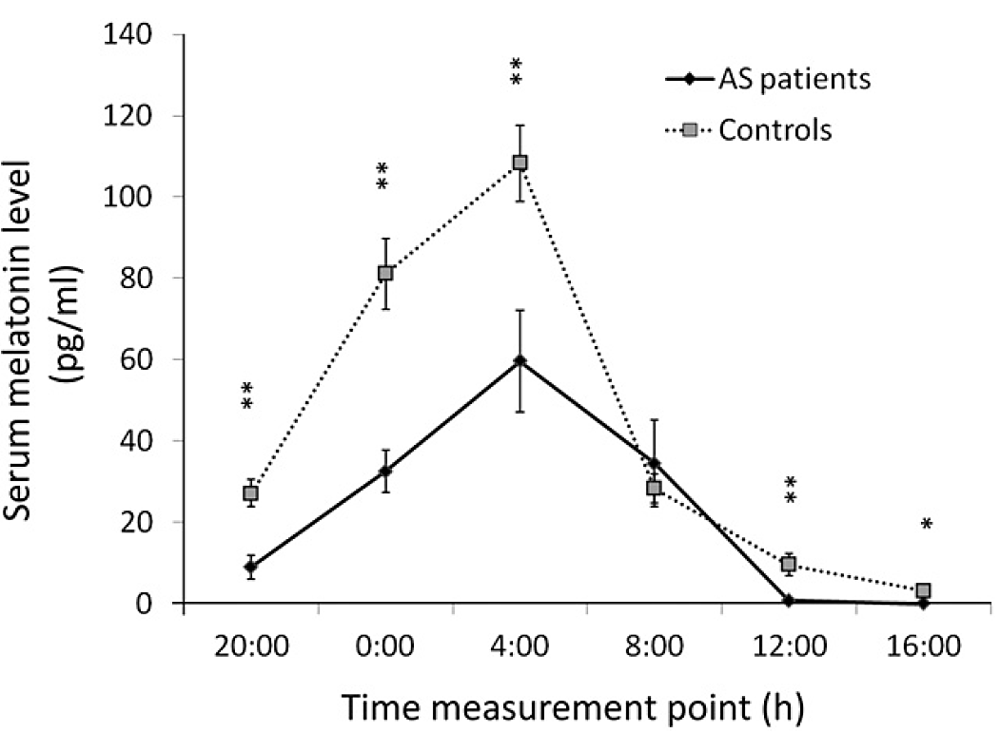 Serum melatonin level
(pg/ml)
140
120
100
80
60
40
20
0
**
**
**
**
*
AS patients
Controls
20:00 0:00 4:00 8:00 12:00 16:00
Time measurement point (h)